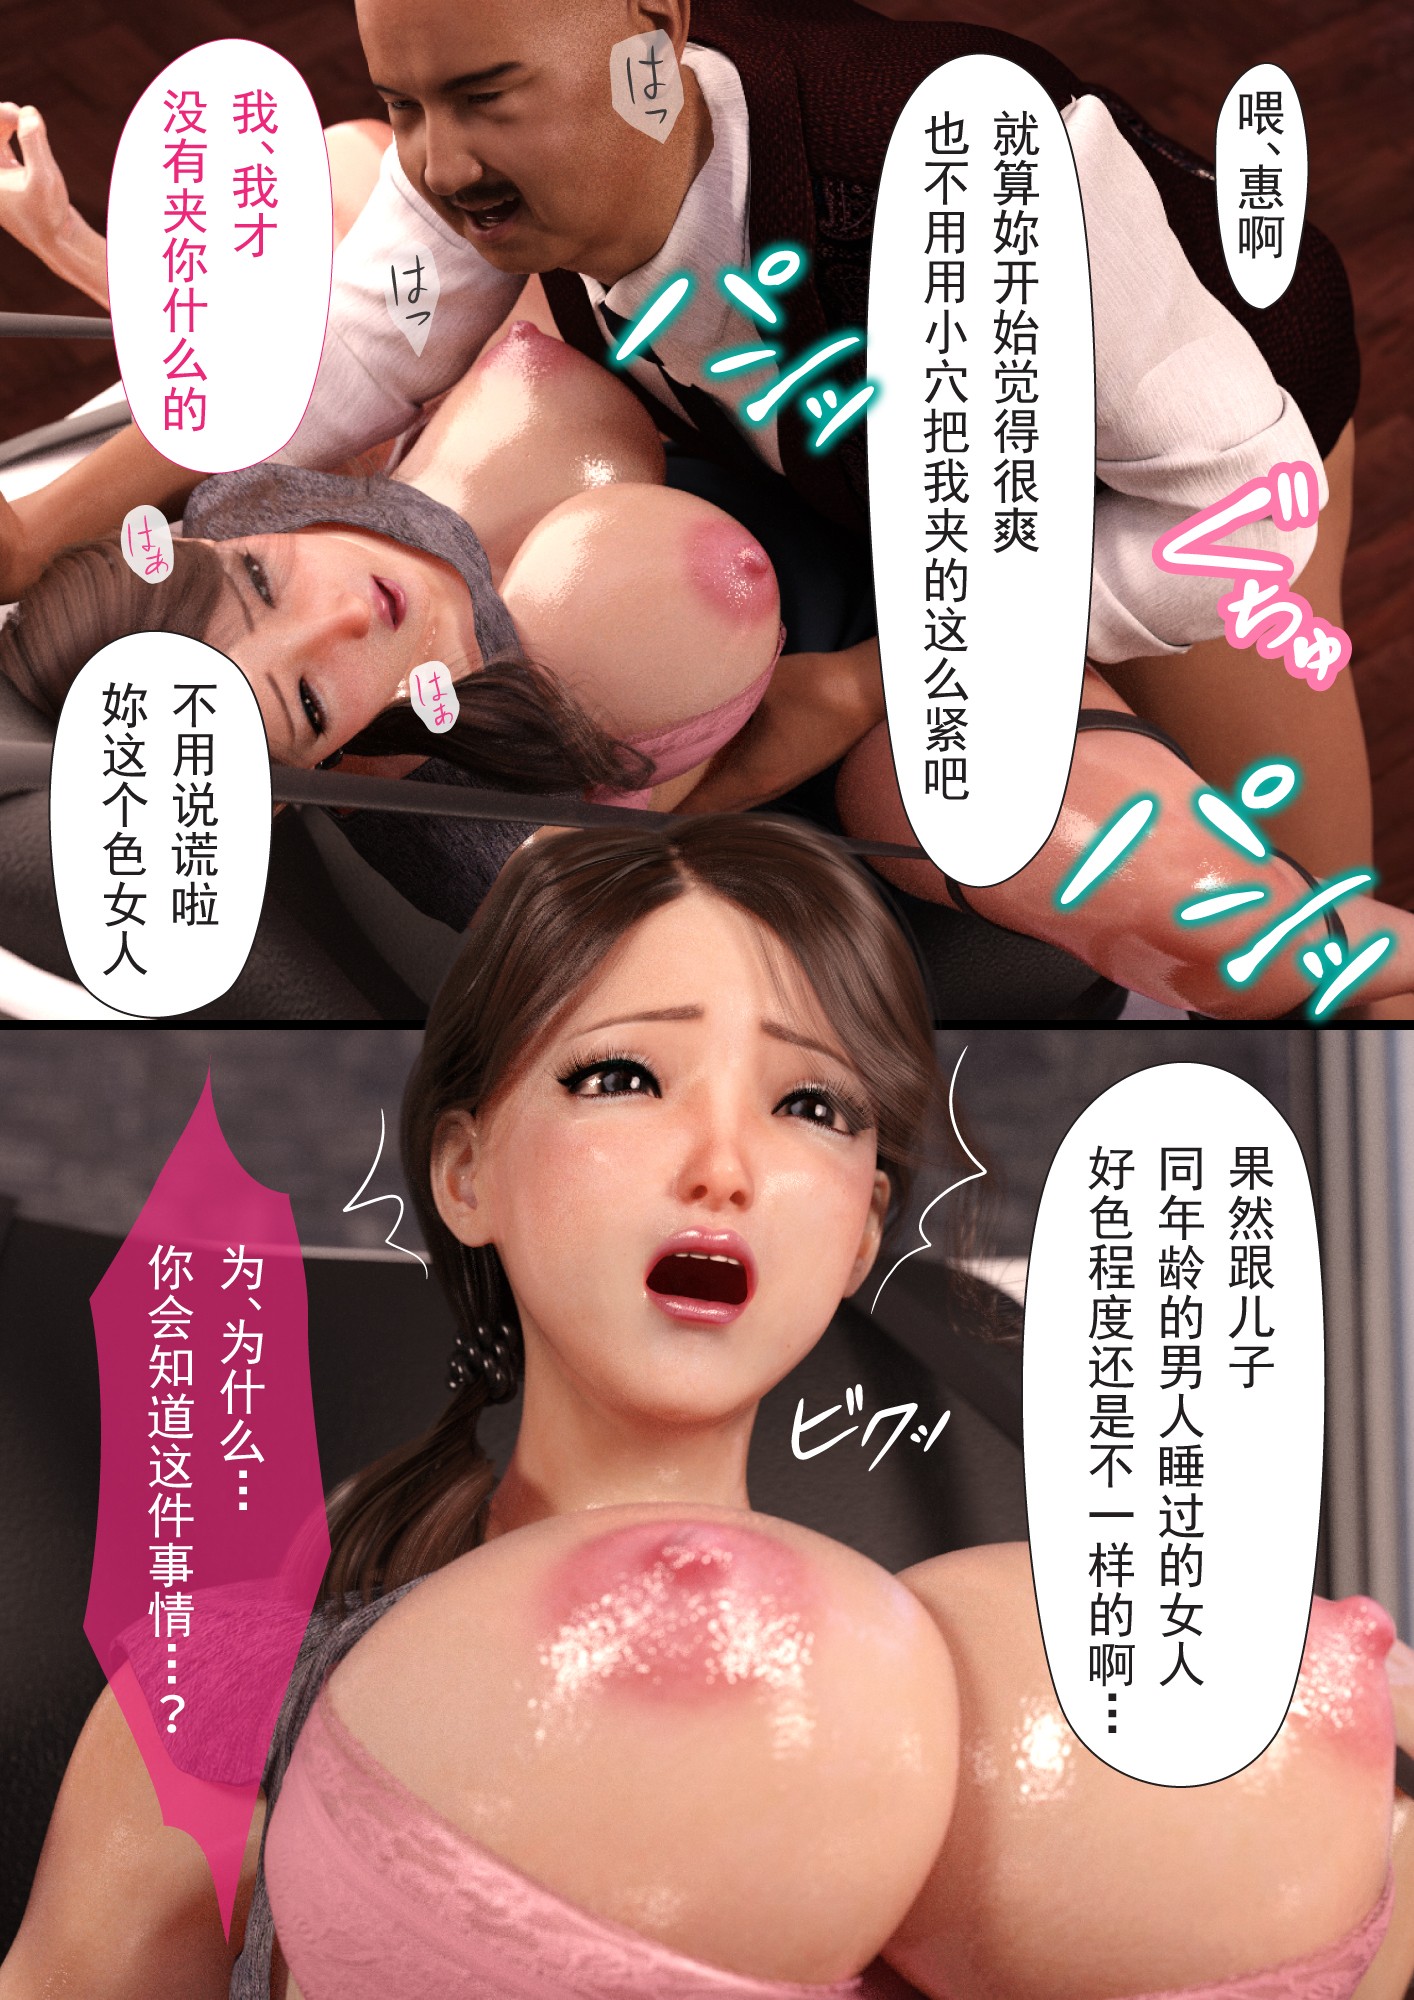 喂、惠啊
就算妳开始觉得很爽
也不用用小穴把我夹的这么紧吧
はっ
はっ
パンッ
ぐちゅ
我、我才
没有夹你什么的
はぁ
はぁ
不用说谎啦
妳这个色女人
パンッ
果然跟儿子
同年龄的男人睡过的女人
好色程度还是不一样的啊…
ビクッ
为、为什么…
你会知道这件事情…？